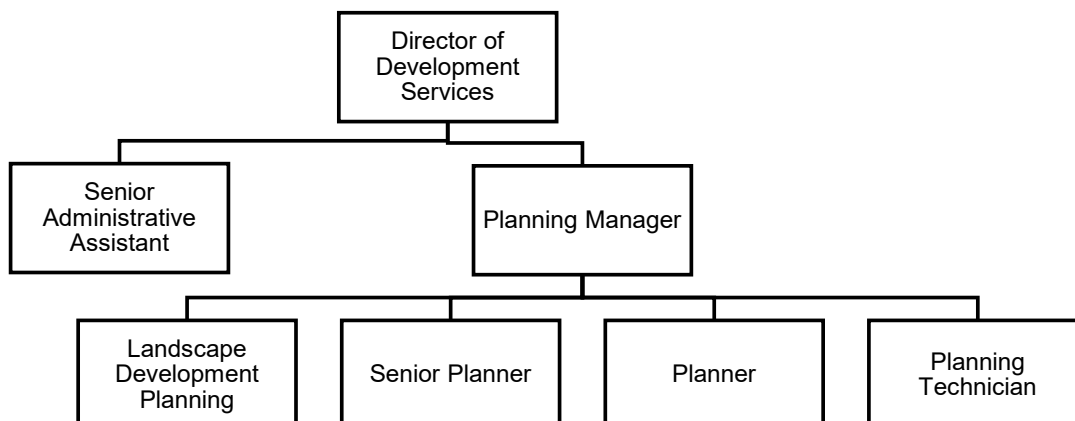 Director of
Development
Services
Senior
Administrative
Assistant
Planning Manager
Landscape
Development
Planning
Senior Planner
Planner
Planning
Technician